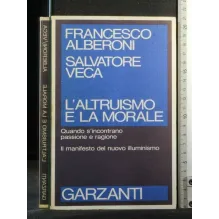 FRANCESCO
ALBERONI
SALVATORE
VECA
L'ALTRUISMO
E LA MORALE
Quando s'incontrano
passione e ragione
Il manifesto del nuovo illuminismo
GARZANTI